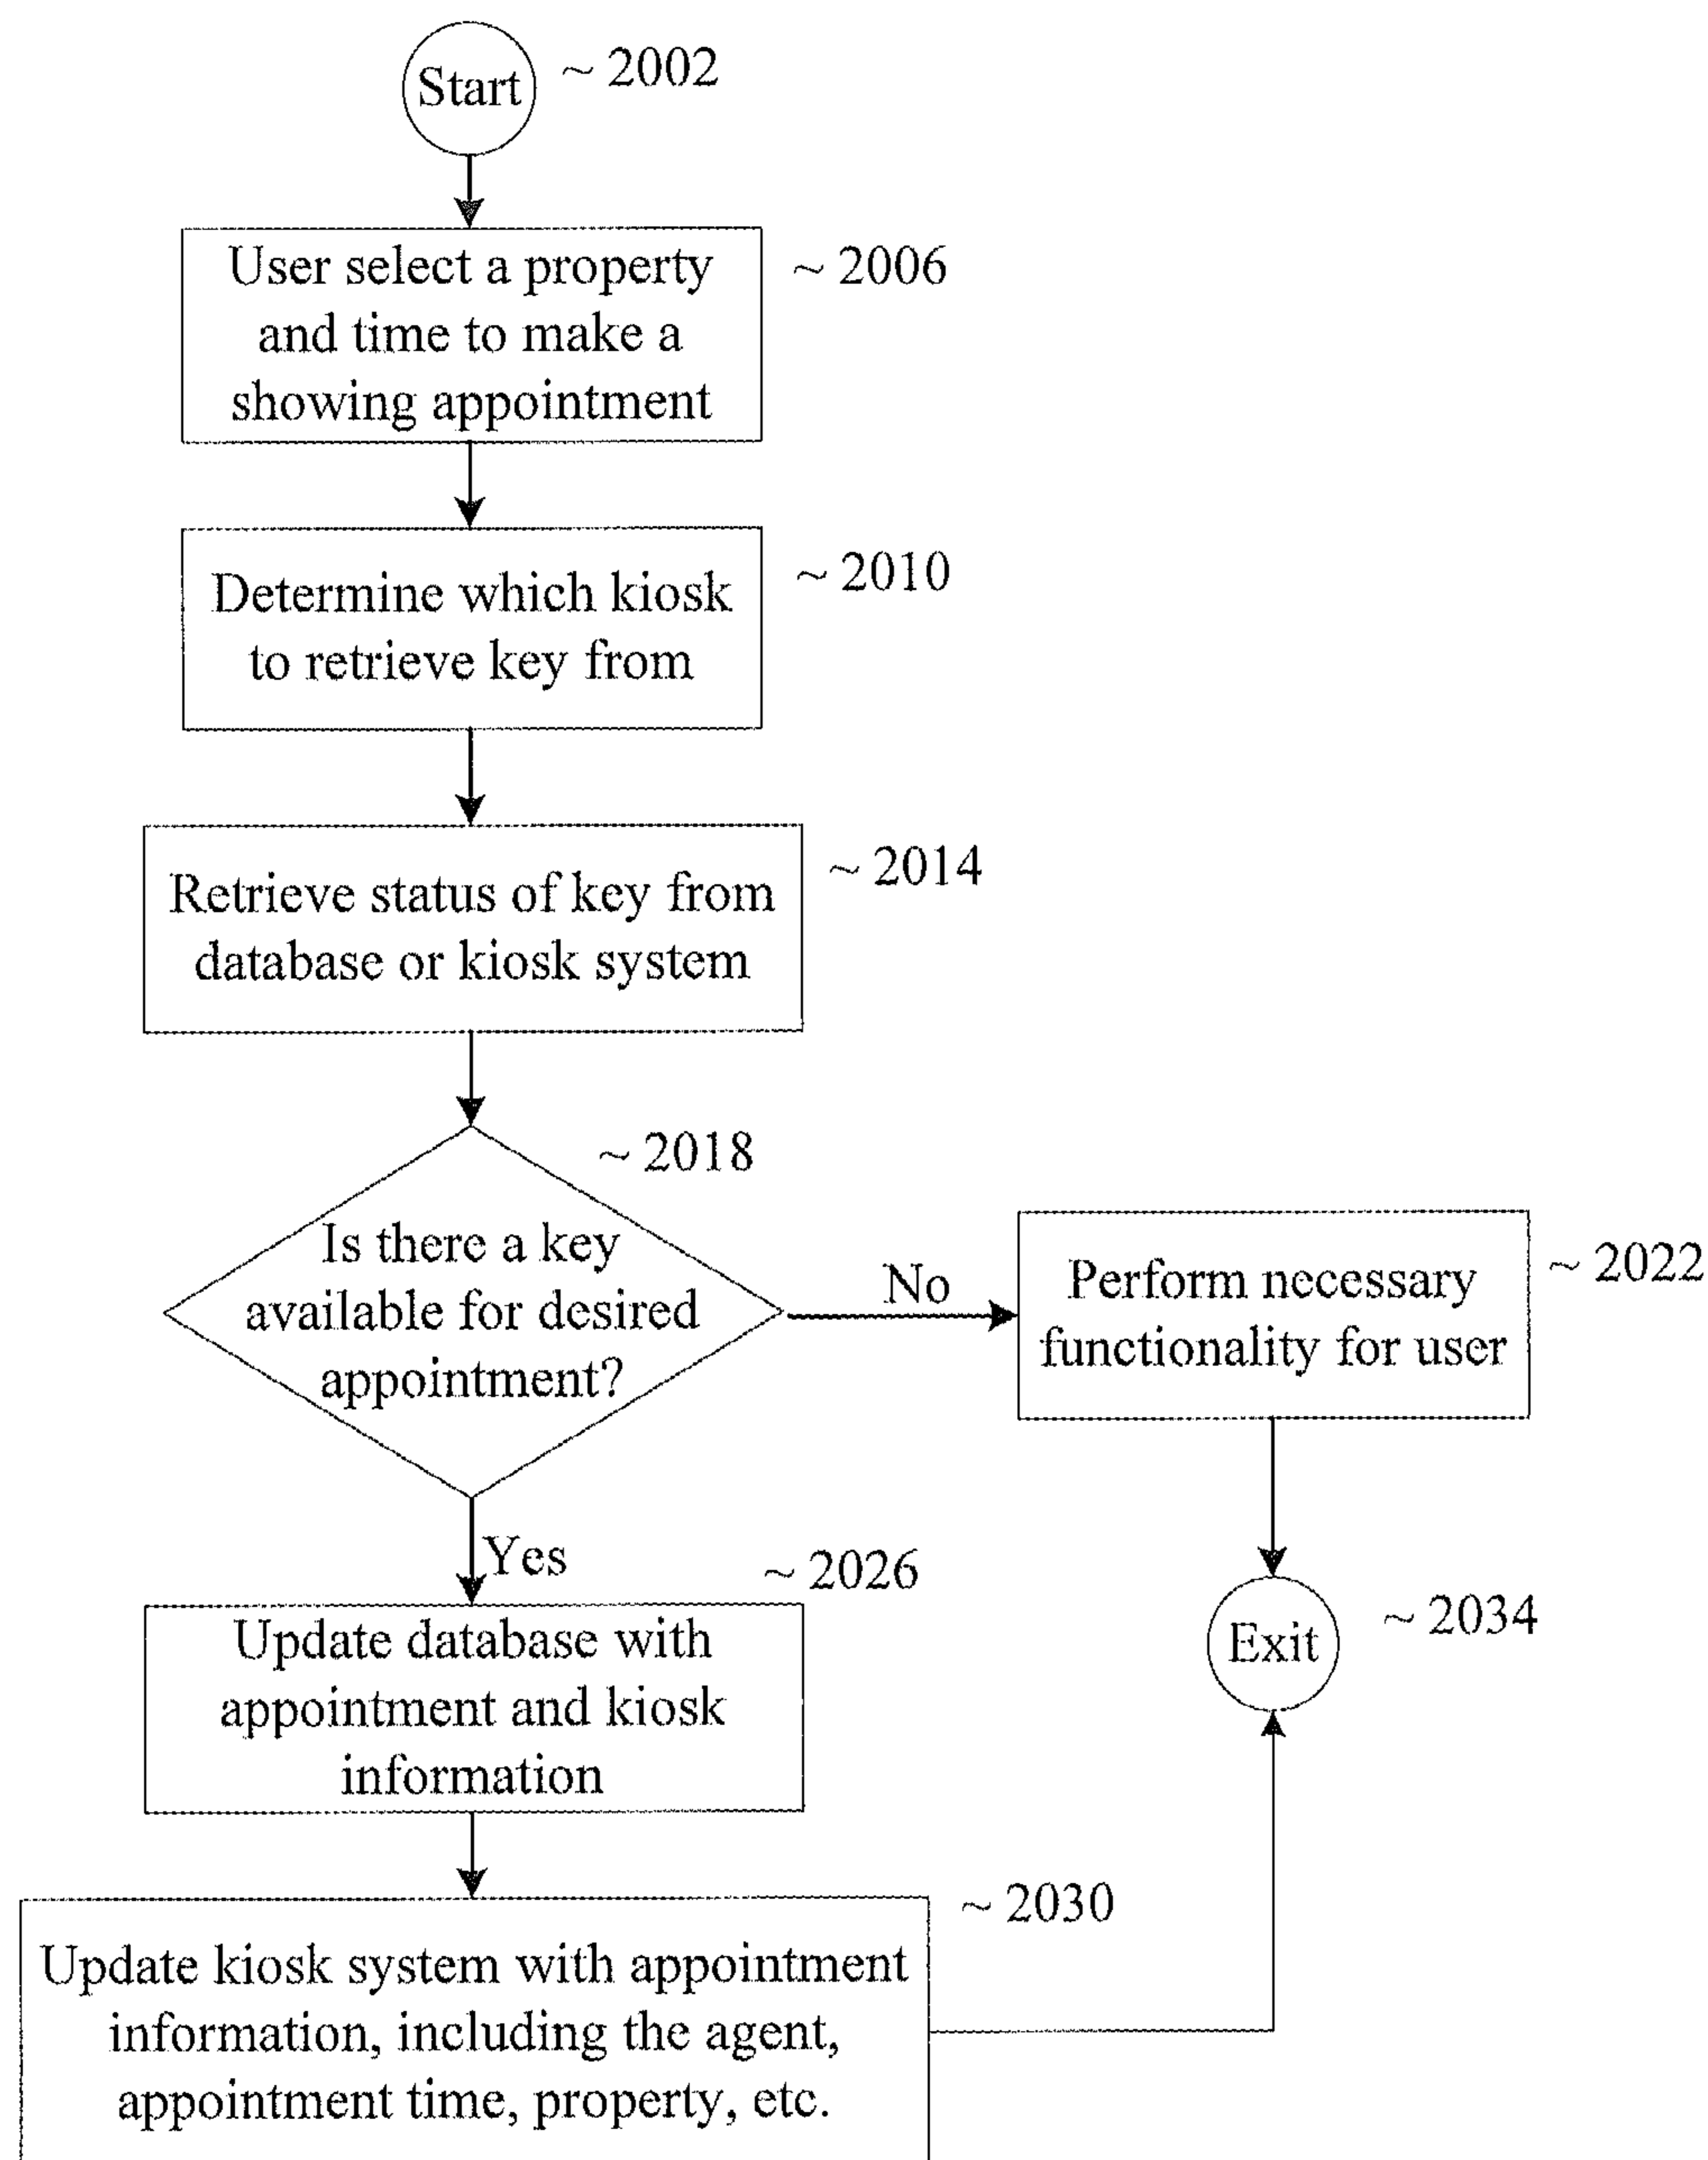 Start
~ 2002
User select a property
and time to make a
showing appointment
~ 2006
Determine which kiosk
to retrieve key from
~ 2010
Retrieve status of key from
database or kiosk system
~ 2014
Is there a key
available for desired
appointment?
~ 2018
No
Perform necessary
functionality for user
~ 2022
Yes
Update database with
appointment and kiosk
information
~ 2026
Exit
~ 2034
Update kiosk system with appointment
information, including the agent,
appointment time, property, etc.
~ 2030